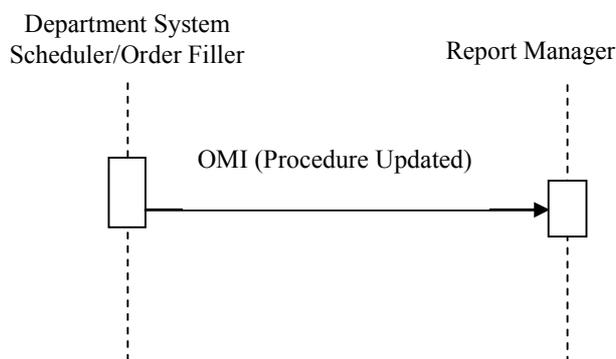 Department System
Scheduler/Order Filler
Report Manager
OMI (Procedure Updated)